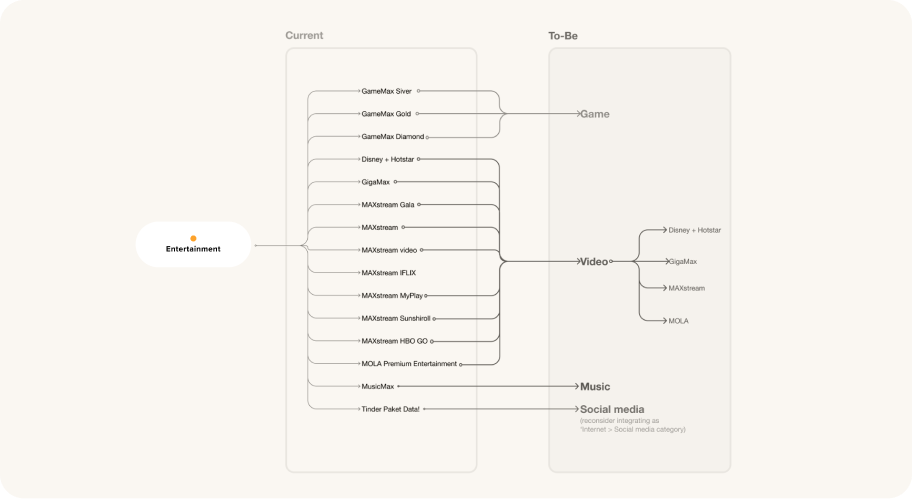 Current
To-Be
GameMax Siver
GameMax Gold
Game
GameMax Diamond
Disney + Hotstar
GigaMax
MAXstream Gala
MAXstream
Disney + Hotstar
Entertainment
MAXstream video
Video
GigaMax
MAXstream IFLIX
MAXstream
MAXstream MyPlay
MAXstream Sunshiroll
MOLA
MAXstream HBO GO
MOLA Premium Entertainment
MusicMax
Music
Tinder Paket Data!
Social media
(reconsider integrating as
'Internet > Social media category)